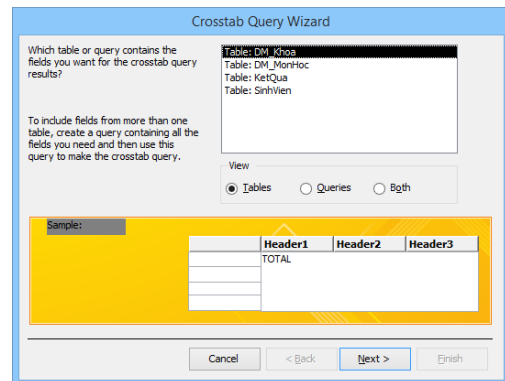 Crosstab Query Wizard
Which table or query contains the
fields you want for the crosstab query
results?
To include fields from more than one
table, create a query containing all the
fields you need and then use this
query to make the crosstab query.
Table: DM_Khoa
Table: DM_MonHoc
Table: KetQua
Table: SinhVien
View
Tables Queries Both
Sample:
Header1 Header2 Header3
TOTAL
Cancel < Back Next > Finish